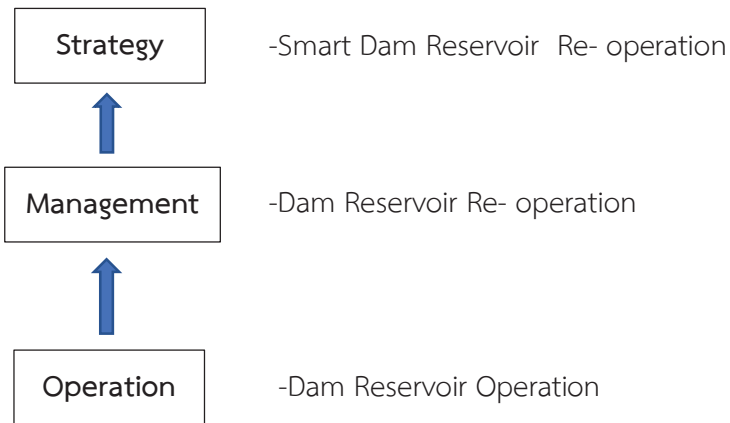 Strategy -Smart Dam Reservoir Re- operation
Management -Dam Reservoir Re- operation
Operation -Dam Reservoir Operation